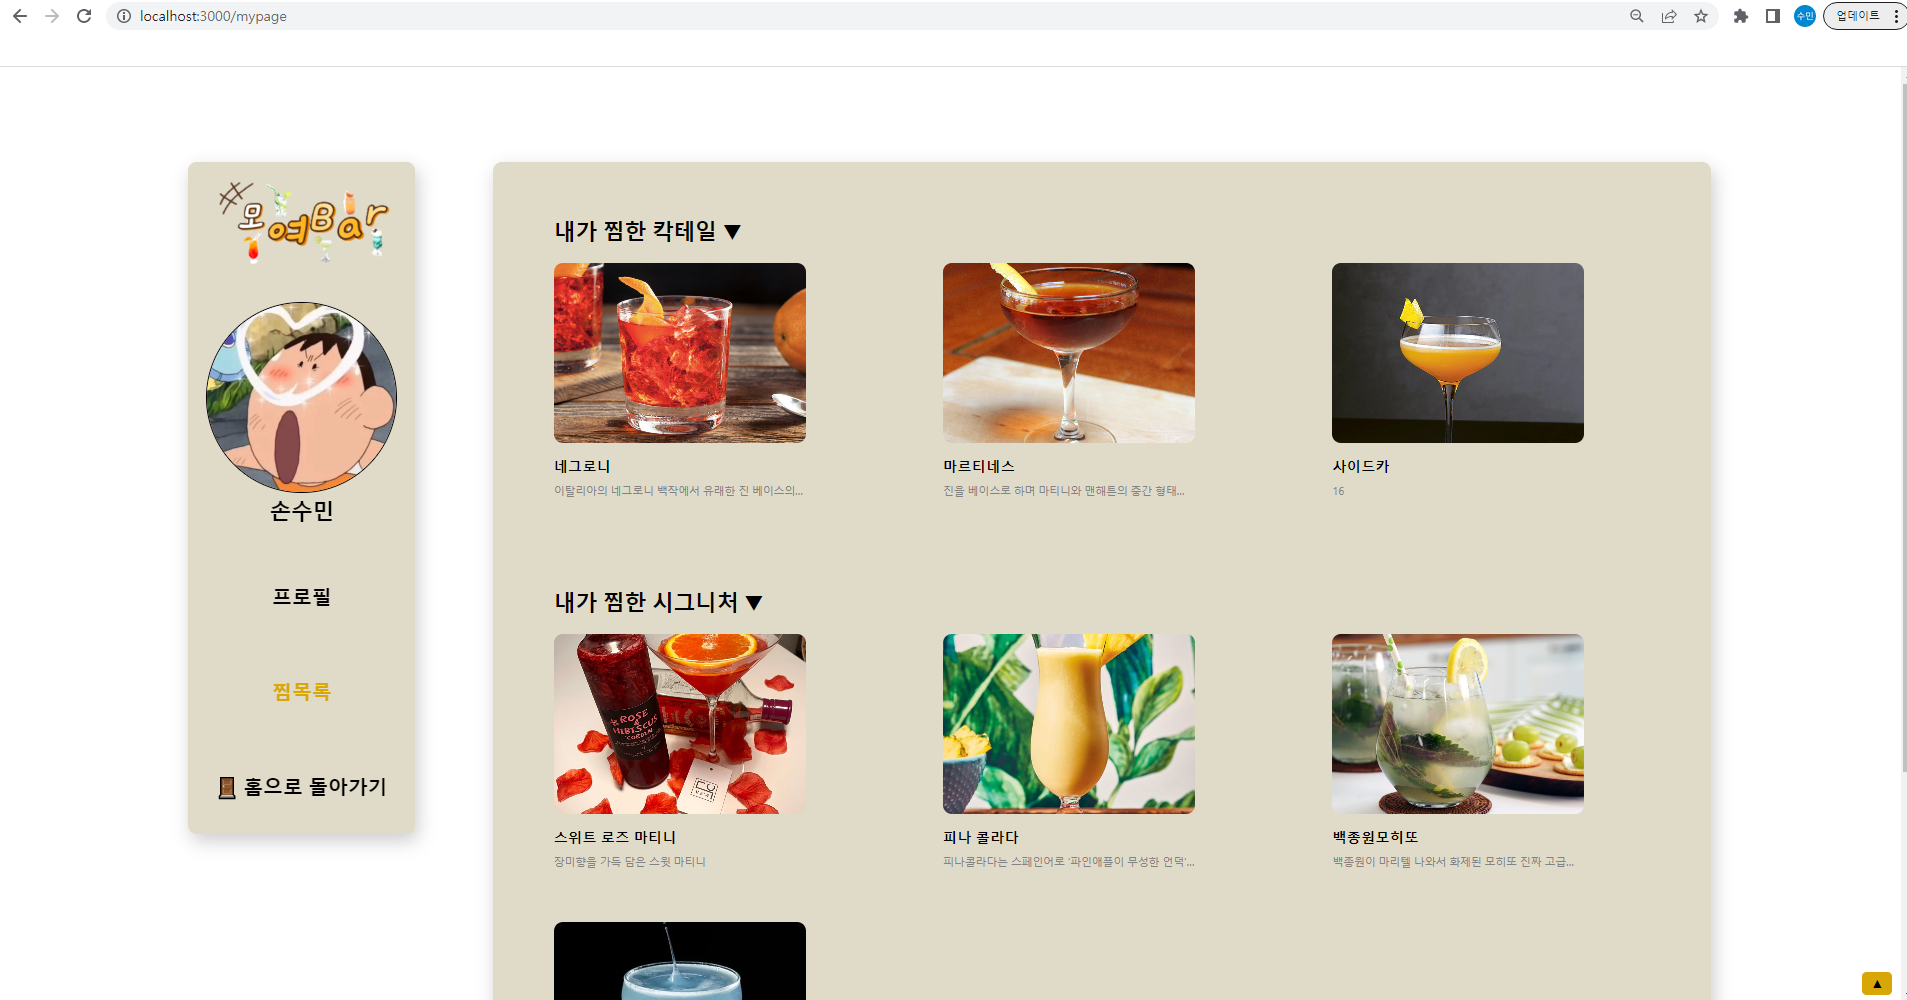 localhost:3000/mypage
수민
업데이트
모여Bar
손수민
프로필
찜목록
홈으로 돌아가기
내가 찜한 칵테일 ▼
네그로니
이탈리아의 네그로니 백작에서 유래한 진 베이스의...
마르티네스
진을 베이스로 하며 마티니와 맨해튼의 중간 형태...
사이드카
16
내가 찜한 시그니처 ▼
ROSE
HIBISCUS
CORDIAL
스위트 로즈 마티니
장미향을 가득 담은 스윗 마티니
피나 콜라다
피나콜라다는 스페인어로 '파인애플이 무성한 언덕'...
백종원모히또
백종원이 마리텔 나와서 화제된 모히또 진짜 고급...
▲